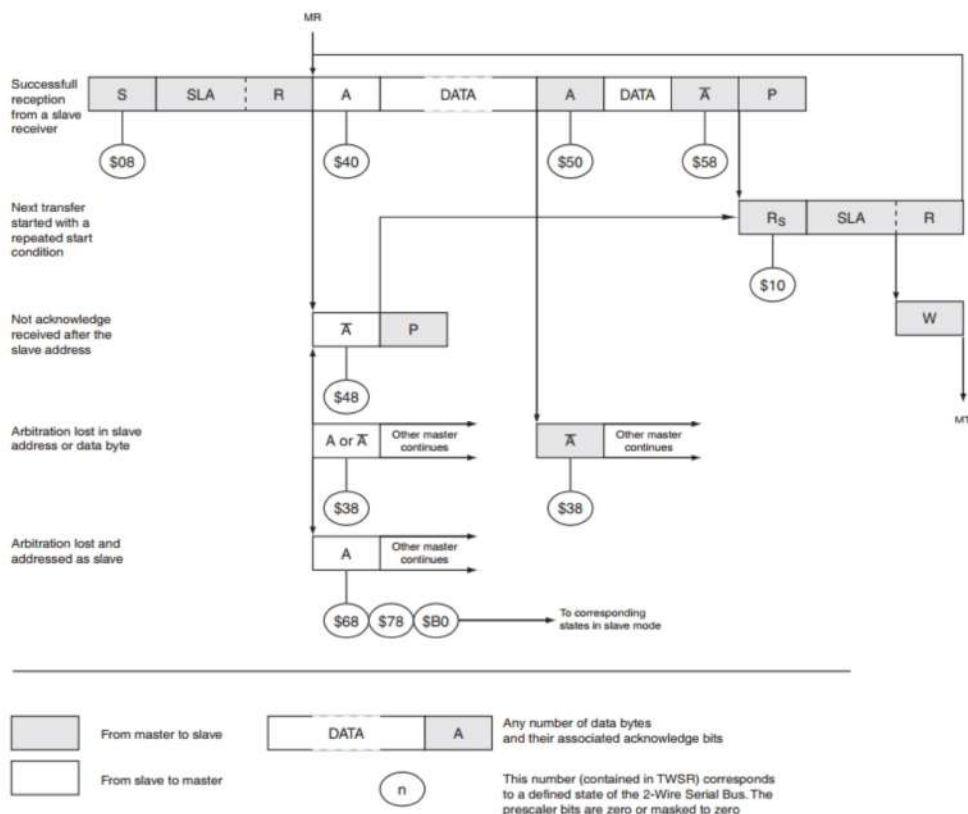 MR
Successfull
reception
from a slave
receiver
S SLA R A DATA A DATA A̅ P
$08 $40 $50 $58
Next transfer
started with a
repeated start
condition
RS SLA R
$10
Not acknowledge
received after the
slave address
A̅ P
W
$48
MT
Arbitration lost in slave
address or data byte
A or A̅ Other master
continues
A̅ Other master
continues
$38 $38
Arbitration lost and
addressed as slave
A Other master
continues
$68 $78 $B0 To corresponding
states in slave mode
From master to slave
DATA A Any number of data bytes
and their associated acknowledge bits
From slave to master
n This number (contained in TWSR) corresponds
to a defined state of the 2-Wire Serial Bus. The
prescaler bits are zero or masked to zero